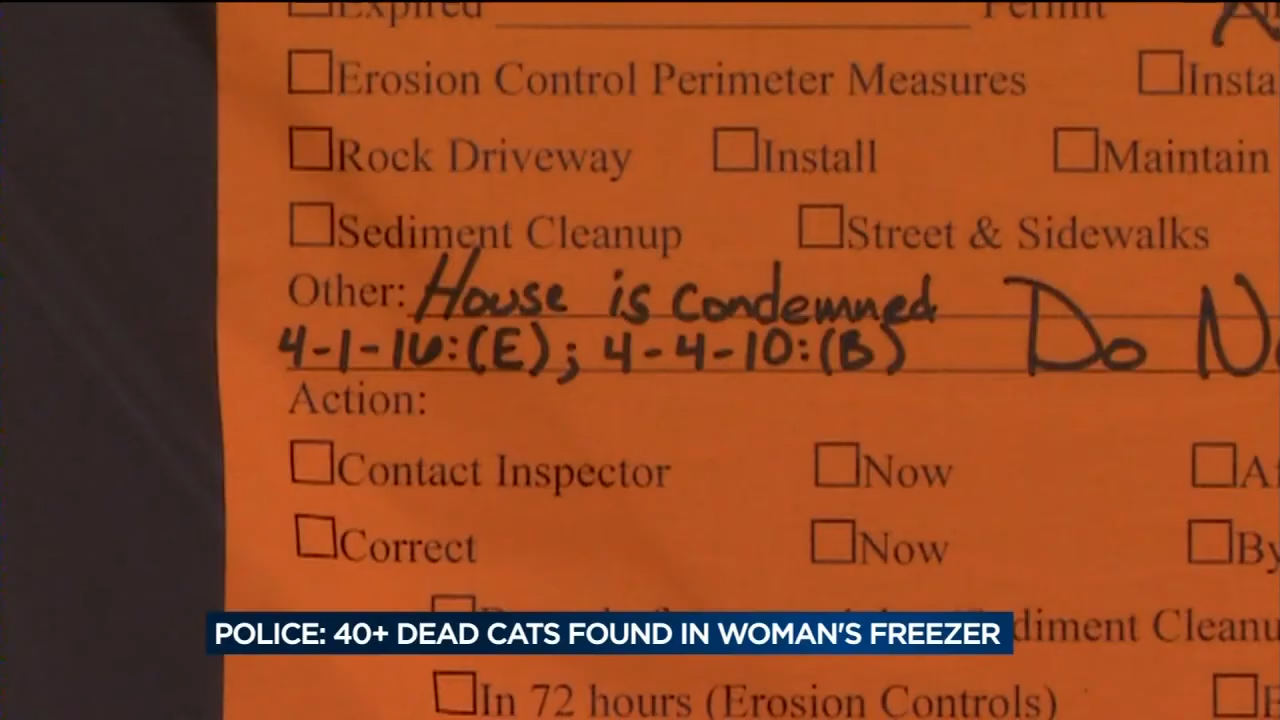 Expired Permit
Erosion Control Perimeter Measures
Rock Driveway Install Maintain
Sediment Cleanup Street & Sidewalks
Other: House is condemned Do
4-1-16:(E); 4-4-10:(B)
Action:
Contact Inspector Now
Correct Now
POLICE: 40+ DEAD CATS FOUND IN WOMAN'S FREEZER
In 72 hours (Erosion Controls)